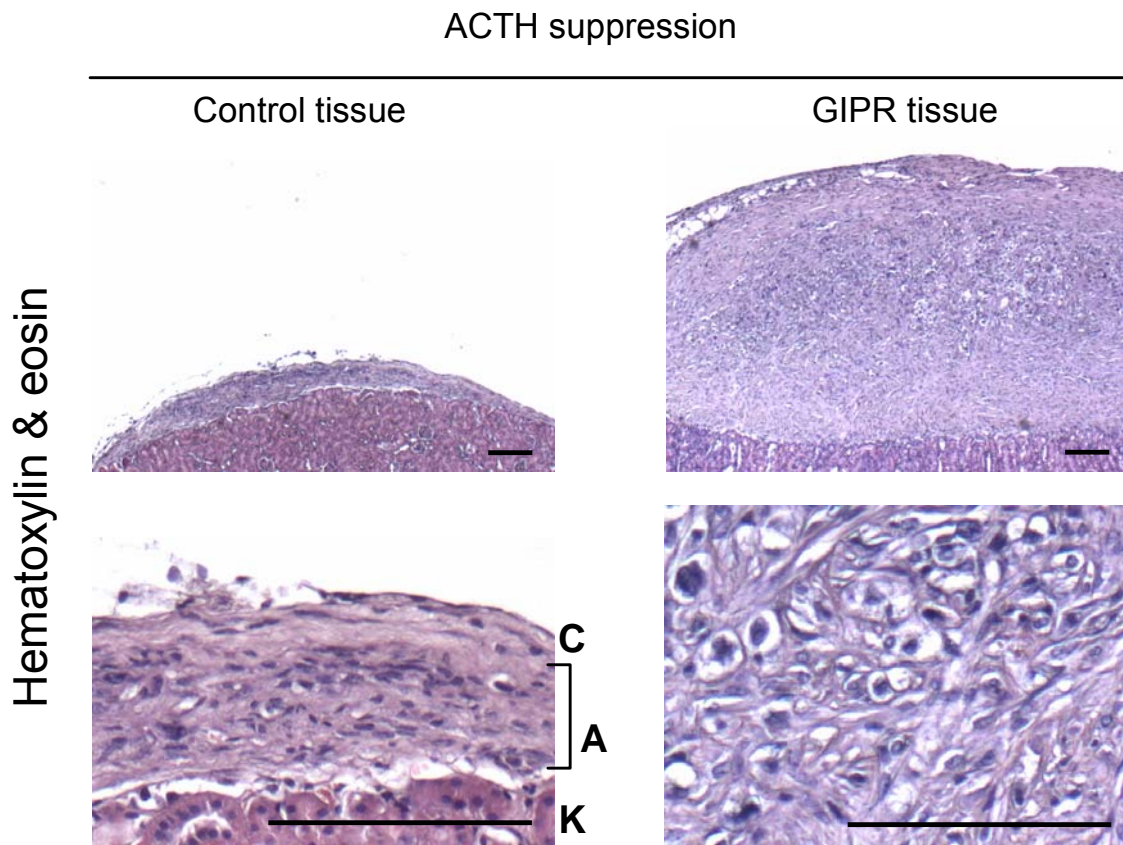 ACTH suppression
Control tissue
GIPR tissue
Hematoxylin & eosin
C
A
K